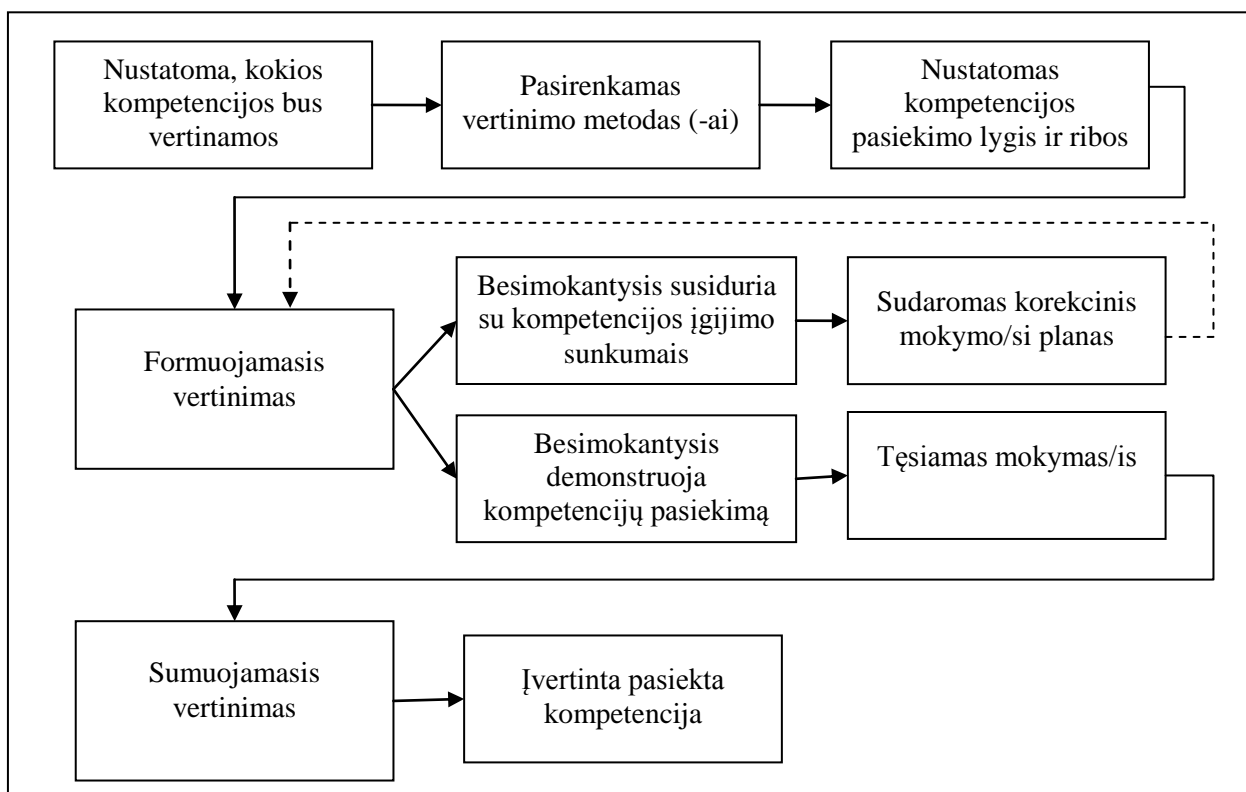 Nustatoma, kokios
kompetencijos bus
vertinamos
Pasirenkamas
vertinimo metodas (-ai)
Nustatomas
kompetencijos
pasiekimo lygis ir ribos
Formuojamasis
vertinimas
Besimokantysis susiduria
su kompetencijos įgijimo
sunkumais
Sudaromas korekcinis
mokymo/si planas
Besimokantysis
demonstruoja
kompetencijų pasiekimą
Tęsiamas mokymas/is
Sumuojamasis
vertinimas
Įvertinta pasiekta
kompetencija